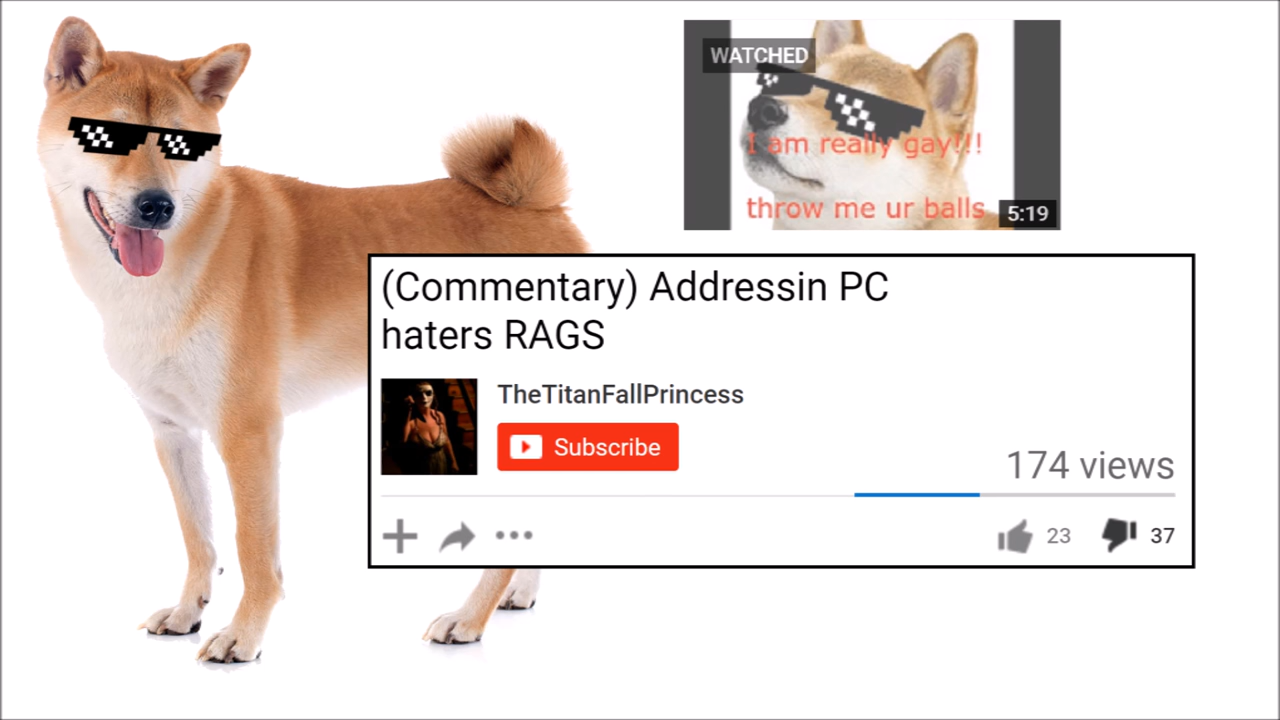 WATCHED
I am really gay!!!
throw me ur balls
5:19
(Commentary) Addressin PC
haters RAGS
TheTitanFallPrincess
Subscribe
174 views
23
37